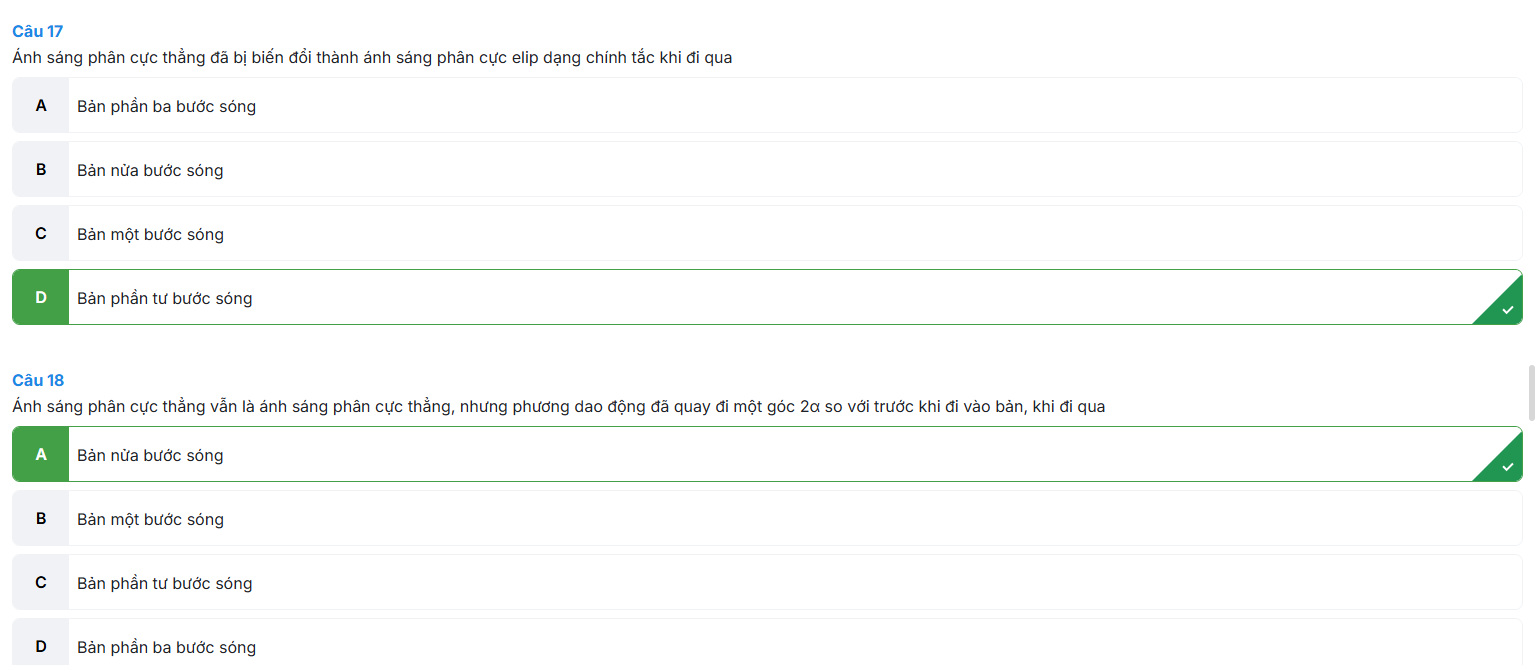 Câu 17
Ánh sáng phân cực thẳng đã bị biến đổi thành ánh sáng phân cực elip dạng chính tắc khi đi qua
A Bản phần ba bước sóng
B Bản nửa bước sóng
C Bản một bước sóng
D Bản phần tư bước sóng
Câu 18
Ánh sáng phân cực thẳng vẫn là ánh sáng phân cực thẳng, nhưng phương dao động đã quay đi một góc 2α so với trước khi đi vào bản, khi đi qua
A Bản nửa bước sóng
B Bản một bước sóng
C Bản phần tư bước sóng
D Bản phần ba bước sóng